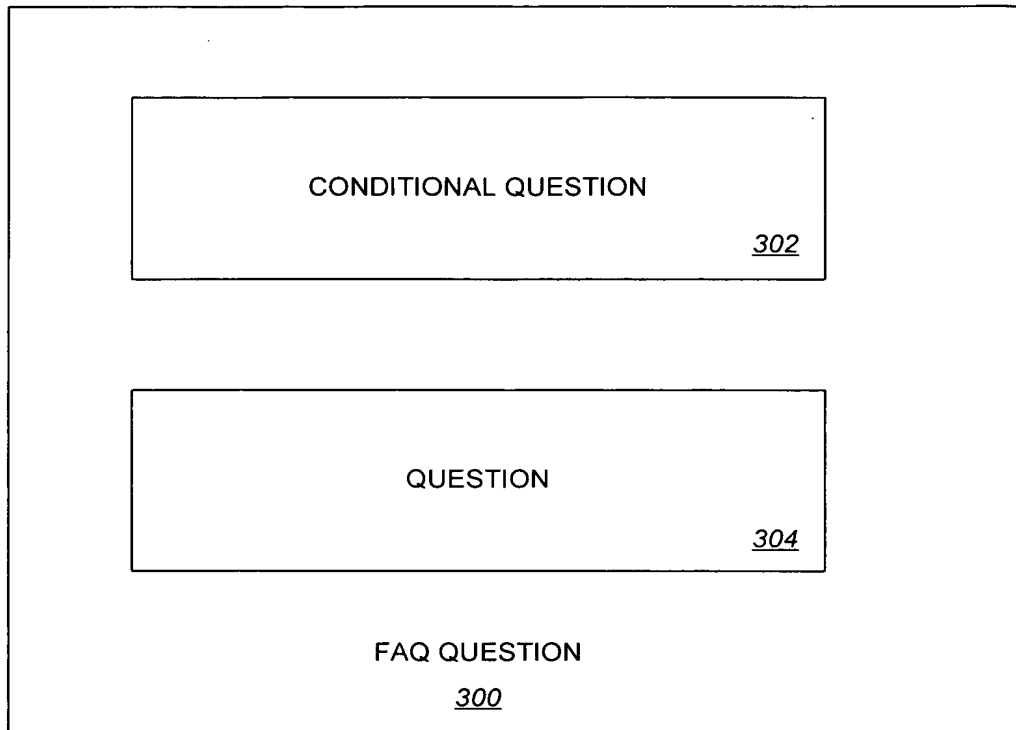 CONDITIONAL QUESTION
302
QUESTION
304
FAQ QUESTION
300